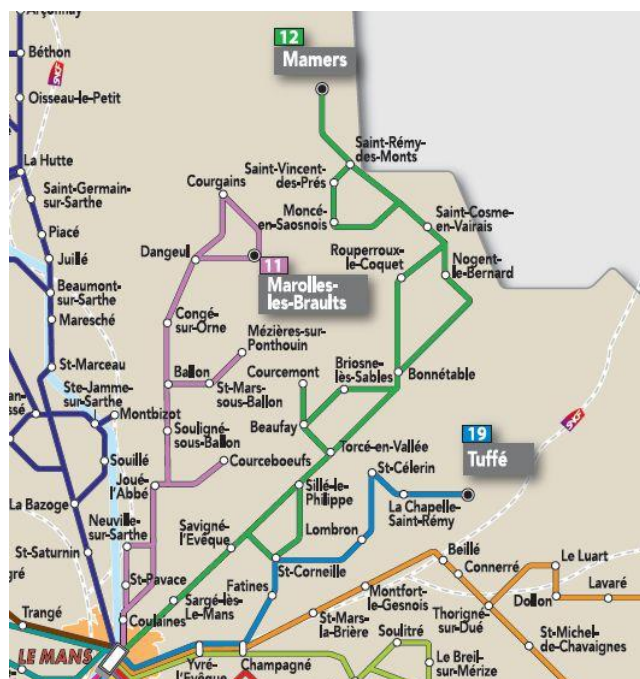 Arçonnay
Béthon
SNCF
Oisseau-le-Petit
12
Mamers
La Hutte
Saint-Rémy-
des-Monts
Saint-Vincent-
des-Prés
Courgains
Saint-Germain-
sur-Sarthe
Moncé-
en-Saosnois
Saint-Cosme-
en-Vairais
Piacé
Dangeul
Rouperroux-
le-Coquet
Nogent-
le-Bernard
Juillé
11
Marolles-
les-Braults
Beaumont-
sur-Sarthe
Congé-
sur-Orne
Maresché
Mézières-sur-
Ponthouin
St-Marceau
Ballon
Courcemont
Briosne-
lès-Sables
Bonnétable
Ste-Jamme-
sur-Sarthe
St-Mars-
sous-Ballon
Montbizot
Beaufay
SNCF
Souligné-
sous-Ballon
19
Tuffé
Torcé-en-Vallée
Souillé
Courceboeufs
St-Célerin
Joué-
l'Abbé
Sillé-le-
Philippe
La Chapelle-
Saint-Rémy
La Bazoge
Neuville-
sur-Sarthe
Savigné-
l'Evêque
Lombron
Beillé
St-Saturnin
Connerré
Le Luart
St-Corneille
St-Pavace
Fatines
Montfort-
le-Gesnois
Lavaré
Dollon
Sargé-lès-
Le-Mans
Trangé
Coulaines
St-Mars-
la-Brière
Thorigné-
sur-Dué
Soulitré
St-Michel-
de-Chavaignes
LE MANS
Yvré-
l'Evêque
Champagné
Le Breil-
sur-Mérize